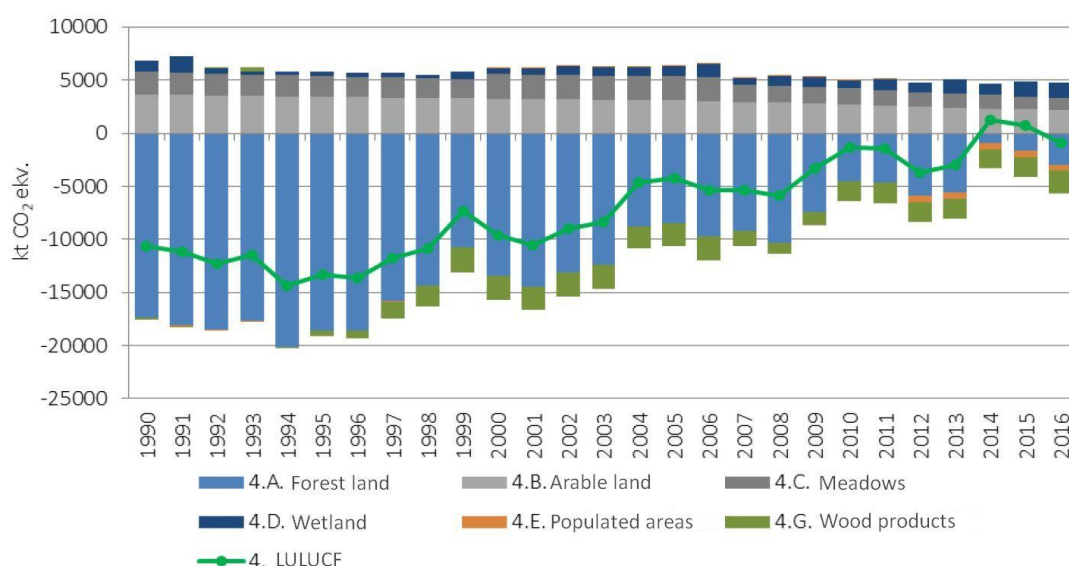 10000
5000
0
-5000
-10000
-15000
-20000
-25000
kt CO₂ ekv.
1990 1991 1992 1993 1994 1995 1996 1997 1998 1999 2000 2001 2002 2003 2004 2005 2006 2007 2008 2009 2010 2011 2012 2013 2014 2015 2016
4.A. Forest land 4.B. Arable land 4.C. Meadows
4.D. Wetland 4.E. Populated areas 4.G. Wood products
4. LULUCF